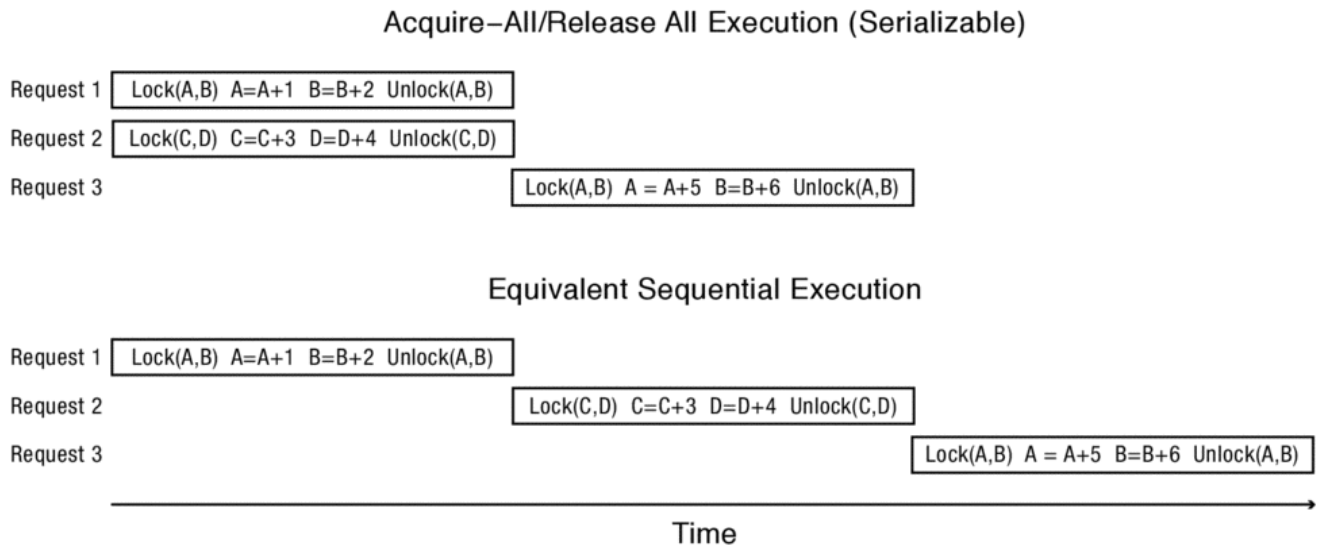 Acquire–All/Release All Execution (Serializable)
Request 1 Lock(A,B) A=A+1 B=B+2 Unlock(A,B)
Request 2 Lock(C,D) C=C+3 D=D+4 Unlock(C,D)
Request 3 Lock(A,B) A = A+5 B=B+6 Unlock(A,B)
Equivalent Sequential Execution
Request 1 Lock(A,B) A=A+1 B=B+2 Unlock(A,B)
Request 2 Lock(C,D) C=C+3 D=D+4 Unlock(C,D)
Request 3 Lock(A,B) A = A+5 B=B+6 Unlock(A,B)
Time